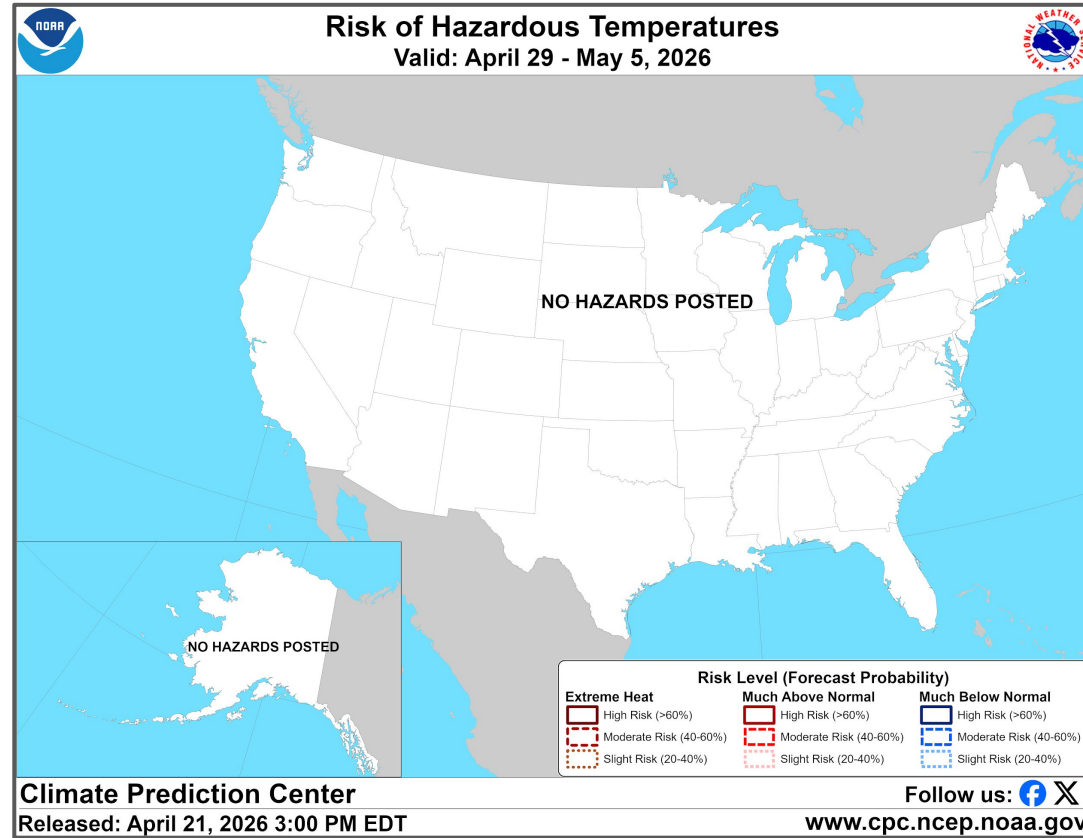 NOAA
Risk of Hazardous Temperatures
Valid: April 29 - May 5, 2026
NATIONAL WEATHER SERVICE
NO HAZARDS POSTED
NO HAZARDS POSTED
Risk Level (Forecast Probability)
Extreme Heat Much Above Normal Much Below Normal
High Risk (>60%) High Risk (>60%) High Risk (>60%)
Moderate Risk (40-60%) Moderate Risk (40-60%) Moderate Risk (40-60%)
Slight Risk (20-40%) Slight Risk (20-40%) Slight Risk (20-40%)
Climate Prediction Center
Follow us:
Released: April 21, 2026 3:00 PM EDT
www.cpc.ncep.noaa.gov